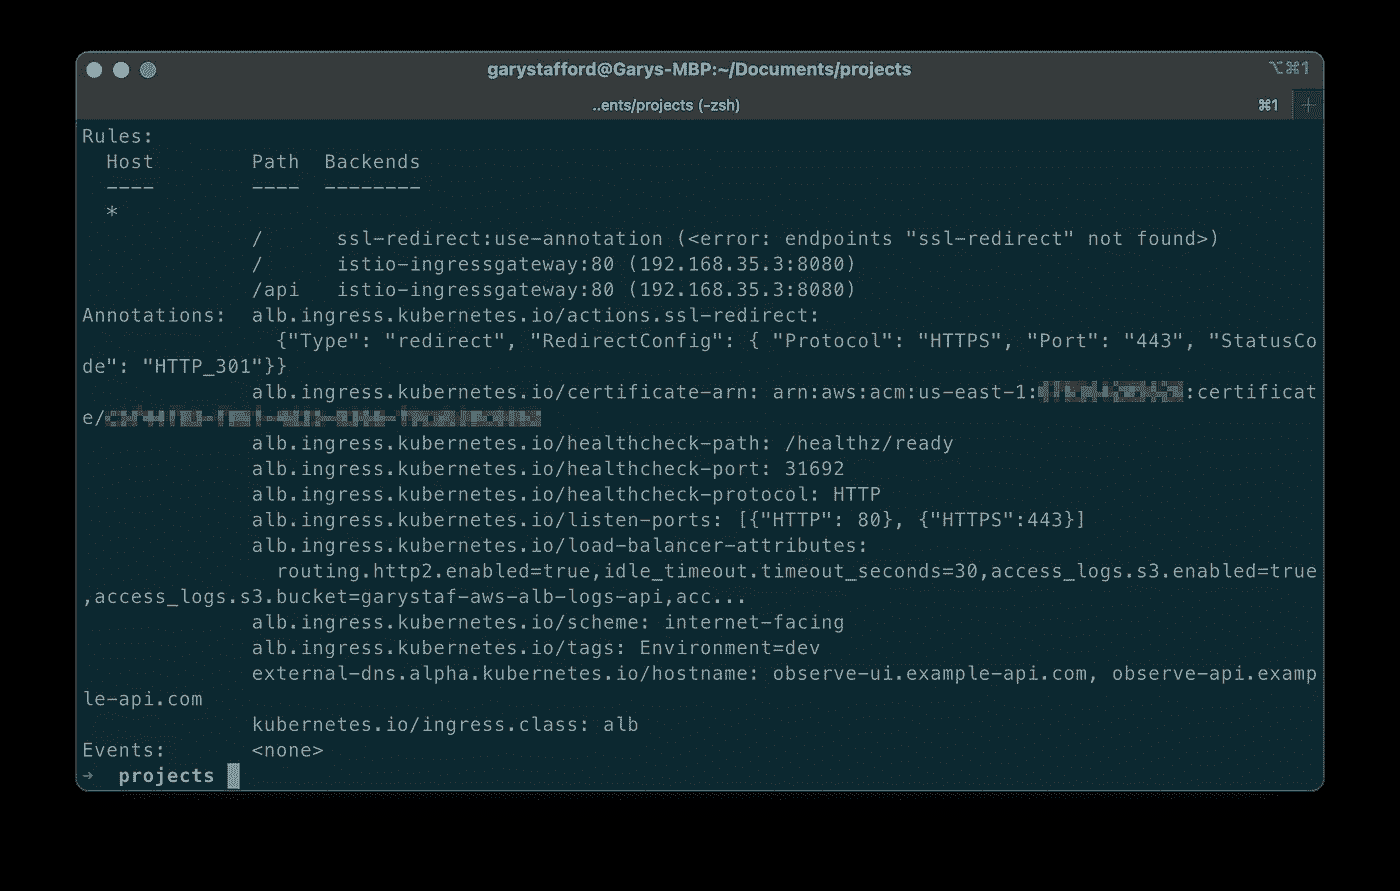 garystafford@Garys-MBP:~/Documents/projects
⌥⌘1
..ents/projects (-zsh)
⌘1
+
Rules:
  Host        Path  Backends
  ----        ----  --------
  *
              /      ssl-redirect:use-annotation (<error: endpoints "ssl-redirect" not found>)
              /      istio-ingressgateway:80 (192.168.35.3:8080)
              /api   istio-ingressgateway:80 (192.168.35.3:8080)
Annotations:  alb.ingress.kubernetes.io/actions.ssl-redirect:
                {"Type": "redirect", "RedirectConfig": { "Protocol": "HTTPS", "Port": "443", "StatusCo
de": "HTTP_301"}}
              alb.ingress.kubernetes.io/certificate-arn: arn:aws:acm:us-east-1: :certificat
e/
              alb.ingress.kubernetes.io/healthcheck-path: /healthz/ready
              alb.ingress.kubernetes.io/healthcheck-port: 31692
              alb.ingress.kubernetes.io/healthcheck-protocol: HTTP
              alb.ingress.kubernetes.io/listen-ports: [{"HTTP": 80}, {"HTTPS":443}]
              alb.ingress.kubernetes.io/load-balancer-attributes:
                routing.http2.enabled=true,idle_timeout.timeout_seconds=30,access_logs.s3.enabled=true
,access_logs.s3.bucket=garystaf-aws-alb-logs-api,acc...
              alb.ingress.kubernetes.io/scheme: internet-facing
              alb.ingress.kubernetes.io/tags: Environment=dev
              external-dns.alpha.kubernetes.io/hostname: observe-ui.example-api.com, observe-api.examp
le-api.com
              kubernetes.io/ingress.class: alb
Events:       <none>
➜  projects